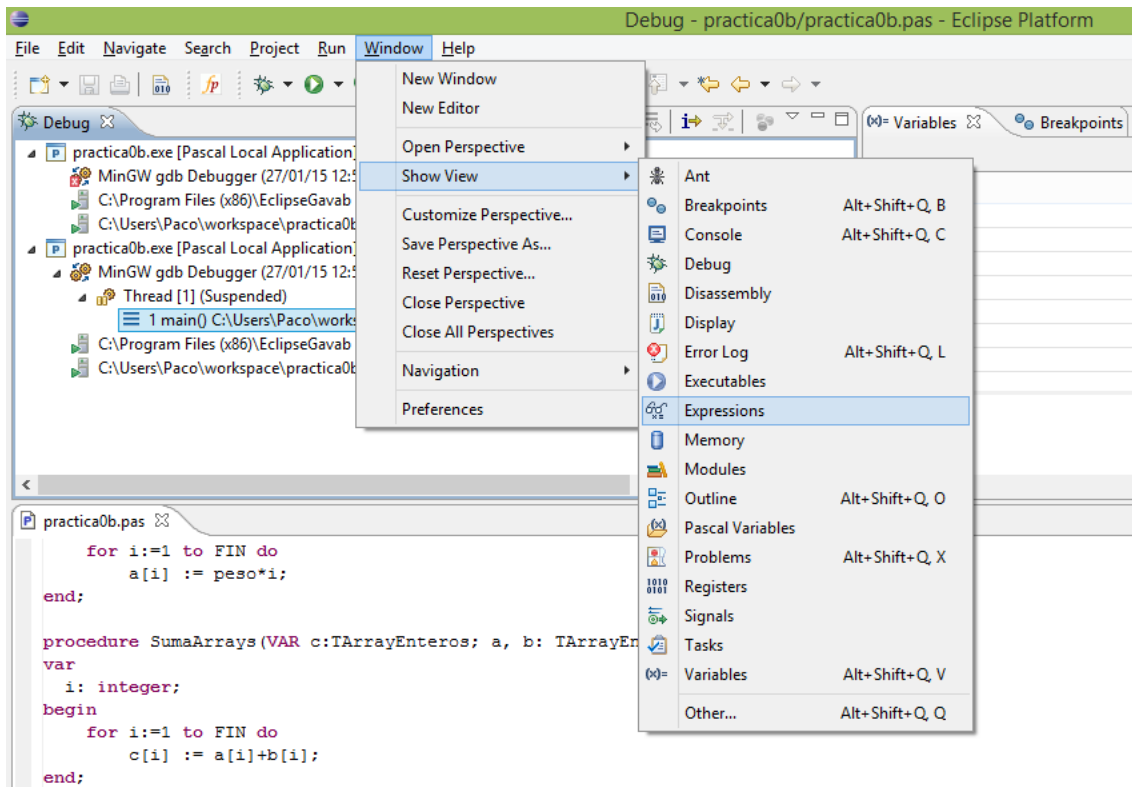 Debug - practica0b/practica0b.pas - Eclipse Platform
File Edit Navigate Search Project Run Window Help
Debug
practica0b.exe [Pascal Local Application]
MinGW gdb Debugger (27/01/15 12:5
C:\Program Files (x86)\EclipseGavab
C:\Users\Paco\workspace\practica0b
practica0b.exe [Pascal Local Application]
MinGW gdb Debugger (27/01/15 12:5
Thread [1] (Suspended)
1 main() C:\Users\Paco\works
C:\Program Files (x86)\EclipseGavab
C:\Users\Paco\workspace\practica0b
New Window
New Editor
Open Perspective
Show View
Customize Perspective...
Save Perspective As...
Reset Perspective...
Close Perspective
Close All Perspectives
Navigation
Preferences
Ant
Breakpoints Alt+Shift+Q, B
Console Alt+Shift+Q, C
Debug
Disassembly
Display
Error Log Alt+Shift+Q, L
Executables
Expressions
Memory
Modules
Outline Alt+Shift+Q, O
Pascal Variables
Problems Alt+Shift+Q, X
Registers
Signals
Tasks
Variables Alt+Shift+Q, V
Other... Alt+Shift+Q, Q
(x)= Variables Breakpoints
practica0b.pas
for i:=1 to FIN do
a[i] := peso*i;
end;
procedure SumaArrays(VAR c:TArrayEnteros; a, b: TArrayEn
var
i: integer;
begin
for i:=1 to FIN do
c[i] := a[i]+b[i];
end;